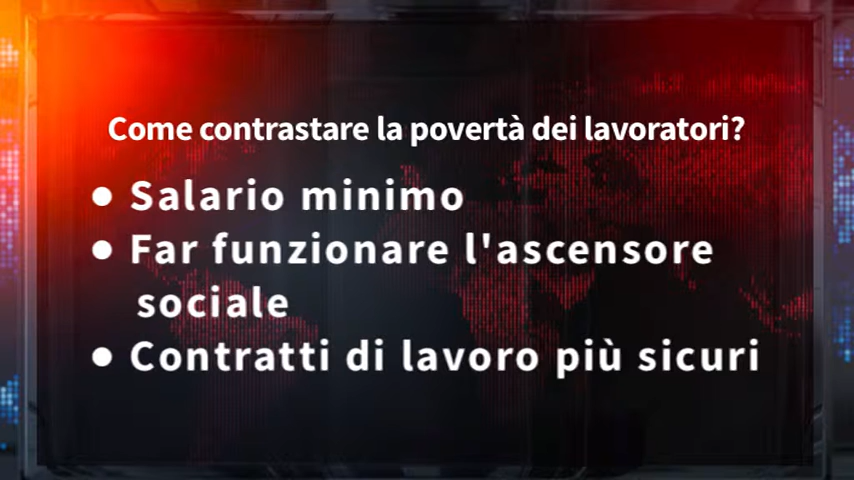 Come contrastare la povertà dei lavoratori?
● Salario minimo
● Far funzionare l'ascensore
sociale
● Contratti di lavoro più sicuri